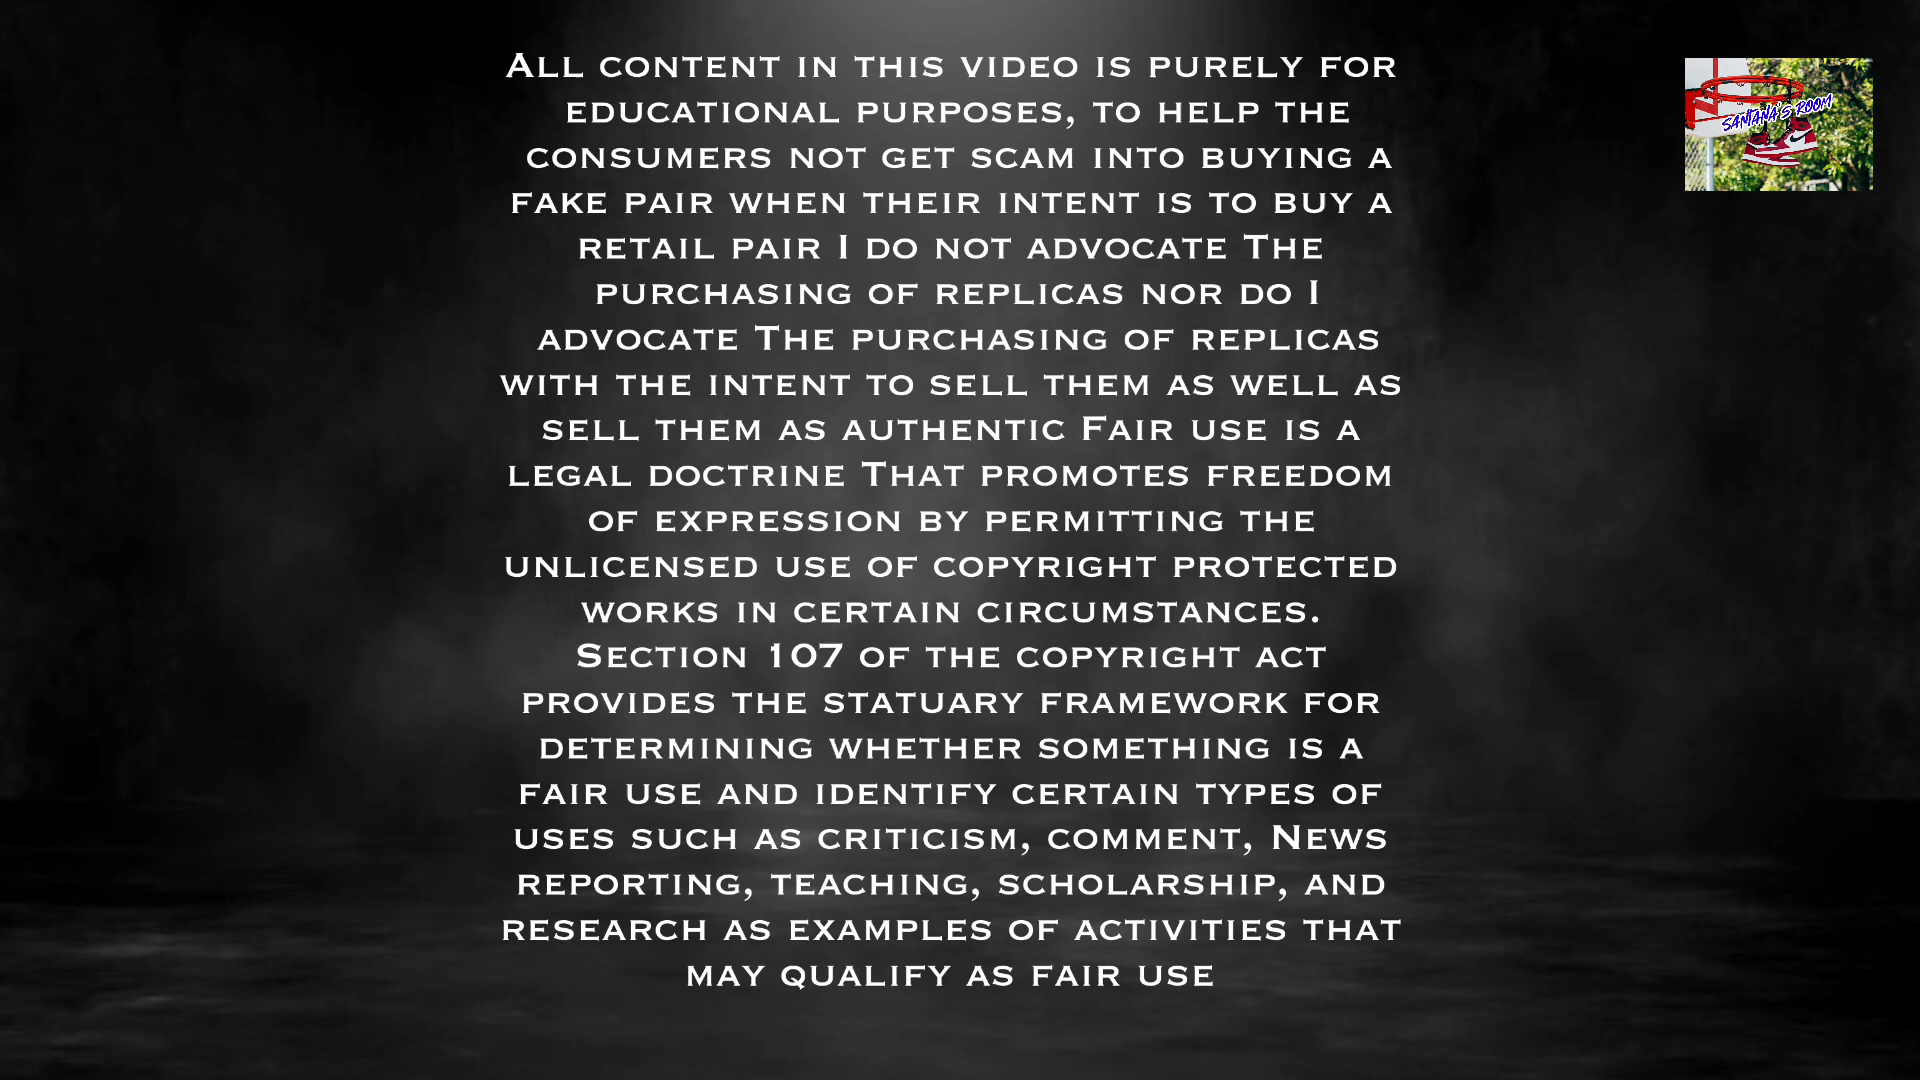 All content in this video is purely for
educational purposes, to help the
consumers not get scam into buying a
fake pair when their intent is to buy a
retail pair I do not advocate The
purchasing of replicas nor do I
advocate The purchasing of replicas
with the intent to sell them as well as
sell them as authentic Fair use is a
legal doctrine That promotes freedom
of expression by permitting the
unlicensed use of copyright protected
works in certain circumstances.
Section 107 of the copyright act
provides the statuary framework for
determining whether something is a
fair use and identify certain types of
uses such as criticism, comment, News
reporting, teaching, scholarship, and
research as examples of activities that
may qualify as fair use
SANTANA'S ROOM